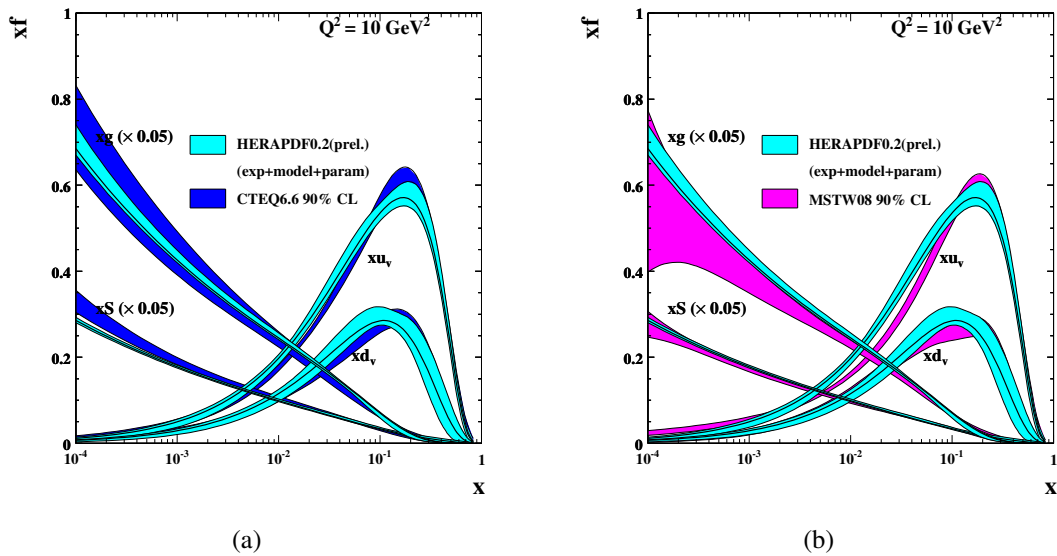 xf
1
Q² = 10 GeV²
0.8
xg (× 0.05)
HERAPDF0.2(prel.)
(exp+model+param)
0.6
CTEQ6.6 90% CL
xuᵥ
0.4
xS (× 0.05)
xdᵥ
0.2
0
10⁻⁴
10⁻³
10⁻²
10⁻¹
1
x
(a)
xf
1
Q² = 10 GeV²
0.8
xg (× 0.05)
HERAPDF0.2(prel.)
(exp+model+param)
0.6
MSTW08 90% CL
xuᵥ
0.4
xS (× 0.05)
xdᵥ
0.2
0
10⁻⁴
10⁻³
10⁻²
10⁻¹
1
x
(b)